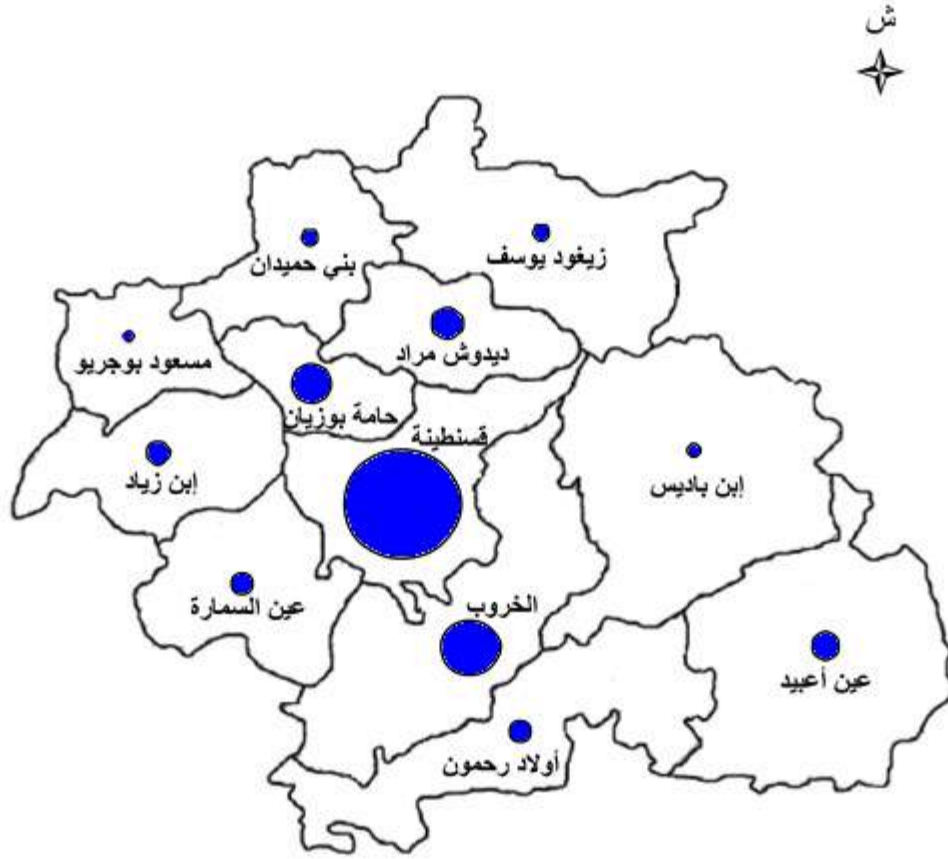 ش
زيغود يوسف
بني حميدان
ديدوش مراد
مسعود بوجريو
حامة بوزيان
قسنطينة
إبن زياد
إبن باديس
عين السمارة
الخروب
عين أعبيد
أولاد رحمون